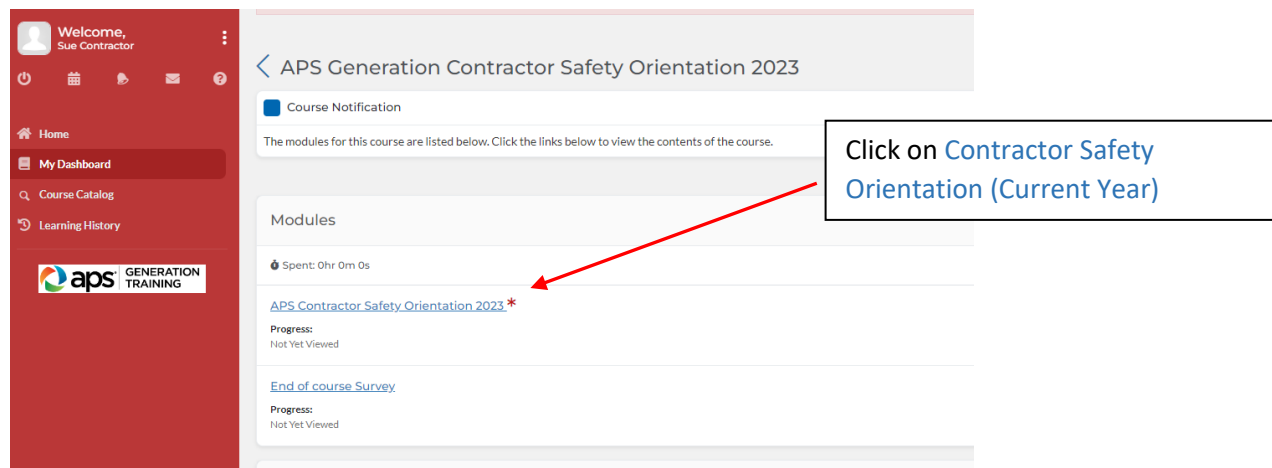 Welcome,
Sue Contractor
Home
My Dashboard
Course Catalog
Learning History
aps GENERATION
TRAINING
APS Generation Contractor Safety Orientation 2023
Course Notification
The modules for this course are listed below. Click the links below to view the contents of the course.
Modules
Spent: 0hr 0m 0s
APS Contractor Safety Orientation 2023 *
Progress:
Not Yet Viewed
End of course Survey
Progress:
Not Yet Viewed
Click on Contractor Safety
Orientation (Current Year)